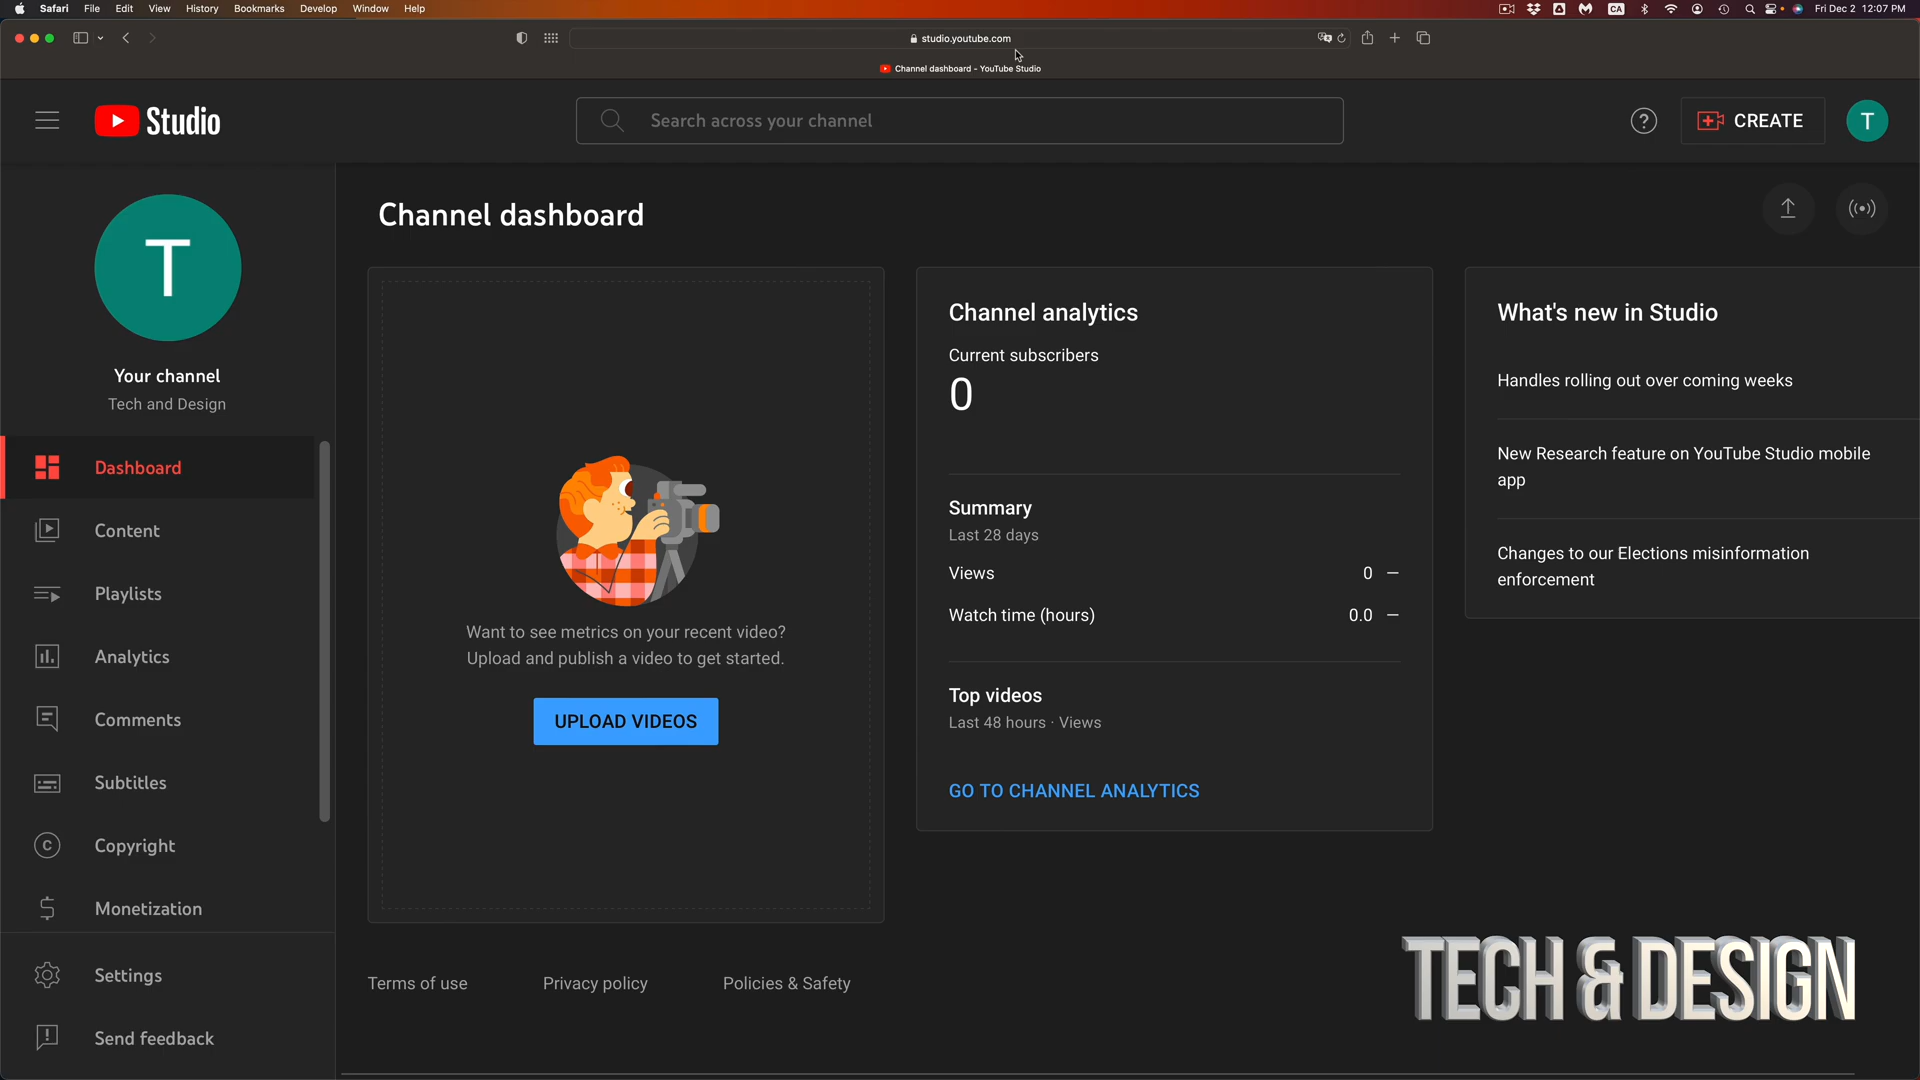 Safari File Edit View History Bookmarks Develop Window Help CA Fri Dec 2 12:07 PM
studio.youtube.com
Channel dashboard - YouTube Studio
Studio
Search across your channel
CREATE
T
Channel dashboard
T
Your channel
Tech and Design
Dashboard
Content
Playlists
Analytics
Comments
Subtitles
Copyright
Monetization
Settings
Send feedback
Want to see metrics on your recent video?
Upload and publish a video to get started.
UPLOAD VIDEOS
Channel analytics
Current subscribers
0
Summary
Last 28 days
Views 0 —
Watch time (hours) 0.0 —
Top videos
Last 48 hours · Views
GO TO CHANNEL ANALYTICS
What's new in Studio
Handles rolling out over coming weeks
New Research feature on YouTube Studio mobile
app
Changes to our Elections misinformation
enforcement
Terms of use Privacy policy Policies & Safety
TECH & DESIGN